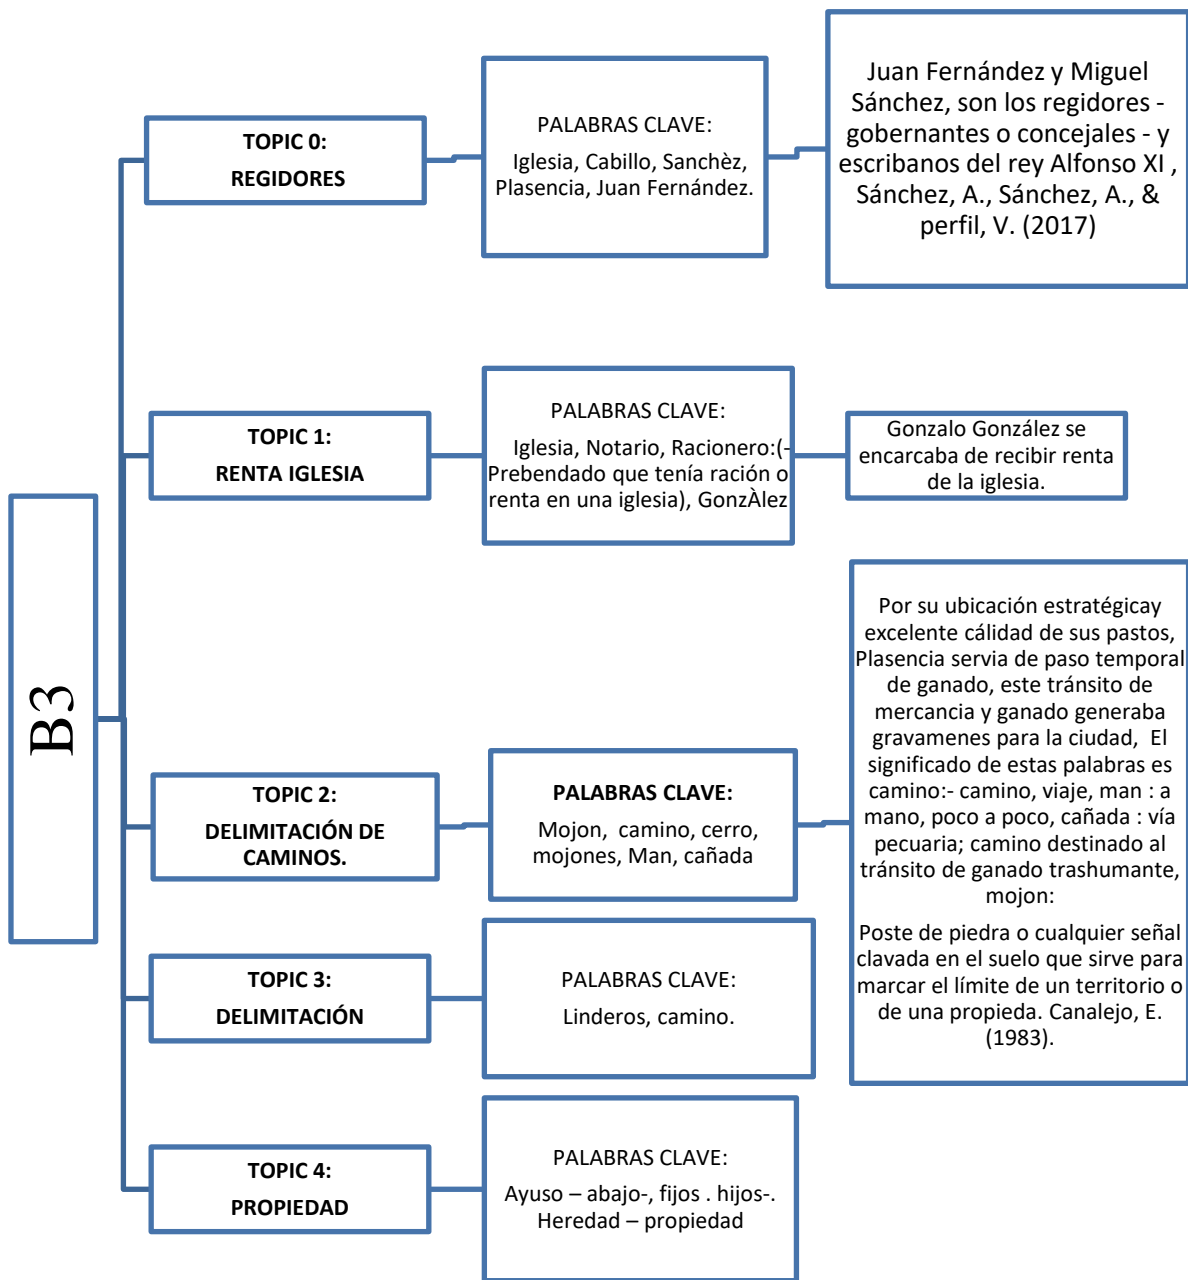 B3
TOPIC 0:
REGIDORES
PALABRAS CLAVE:
Iglesia, Cabillo, Sanchèz,
Plasencia, Juan Fernández.
Juan Fernández y Miguel
Sánchez, son los regidores -
gobernantes o concejales - y
escribanos del rey Alfonso XI ,
Sánchez, A., Sánchez, A., &
perfil, V. (2017)
TOPIC 1:
RENTA IGLESIA
PALABRAS CLAVE:
Iglesia, Notario, Racionero:(-
Prebendado que tenía ración o
renta en una iglesia), GonzÀlez
Gonzalo González se
encarcaba de recibir renta
de la iglesia.
TOPIC 2:
DELIMITACIÓN DE
CAMINOS.
PALABRAS CLAVE:
Mojon, camino, cerro,
mojones, Man, cañada
Por su ubicación estratégicay
excelente cálidad de sus pastos,
Plasencia servia de paso temporal
de ganado, este tránsito de
mercancia y ganado generaba
gravamenes para la ciudad, El
significado de estas palabras es
camino:- camino, viaje, man : a
mano, poco a poco, cañada : vía
pecuaria; camino destinado al
tránsito de ganado trashumante,
mojon:
Poste de piedra o cualquier señal
clavada en el suelo que sirve para
marcar el límite de un territorio o
de una propieda. Canalejo, E.
(1983).
TOPIC 3:
DELIMITACIÓN
PALABRAS CLAVE:
Linderos, camino.
TOPIC 4:
PROPIEDAD
PALABRAS CLAVE:
Ayuso – abajo-, fijos . hijos-.
Heredad – propiedad